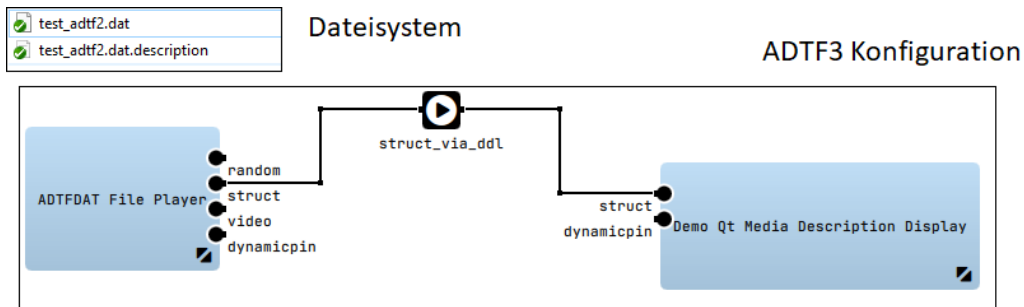 test_adtf2.dat
test_adtf2.dat.description
Dateisystem
ADTF3 Konfiguration
struct_via_ddl
ADTFDAT File Player
random
struct
video
dynamicpin
struct
dynamicpin
Demo Qt Media Description Display